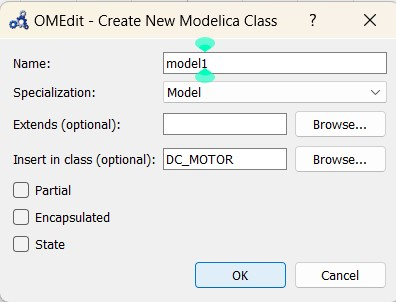 OMEdit - Create New Modelica Class ? ×
Name: model1
Specialization: Model
Extends (optional): Browse...
Insert in class (optional): DC_MOTOR Browse...
Partial
Encapsulated
State
OK Cancel